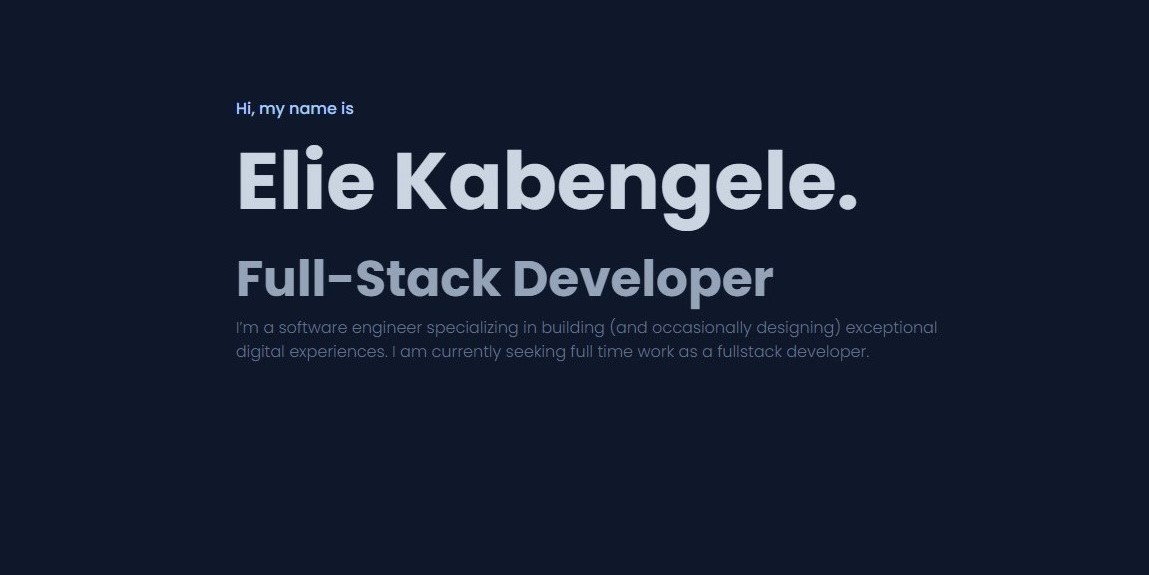 Hi, my name is
Elie Kabengele.
Full-Stack Developer
I'm a software engineer specializing in building (and occasionally designing) exceptional
digital experiences. I am currently seeking full time work as a fullstack developer.